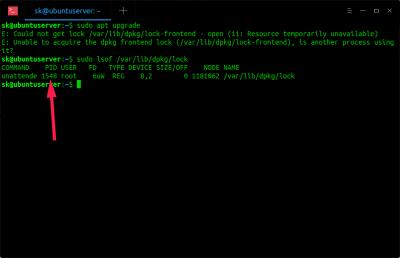 sk@ubuntuserver: ~
sk@ubuntuserver:~$ sudo apt upgrade
E: Could not get lock /var/lib/dpkg/lock-frontend - open (11: Resource temporarily unavailable)
E: Unable to acquire the dpkg frontend lock (/var/lib/dpkg/lock-frontend), is another process using
it?
sk@ubuntuserver:~$ sudo lsof /var/lib/dpkg/lock
COMMAND PID USER FD TYPE DEVICE SIZE/OFF NODE NAME
unattende 1548 root 6uW REG 8,2 0 1181062 /var/lib/dpkg/lock
sk@ubuntuserver:~$